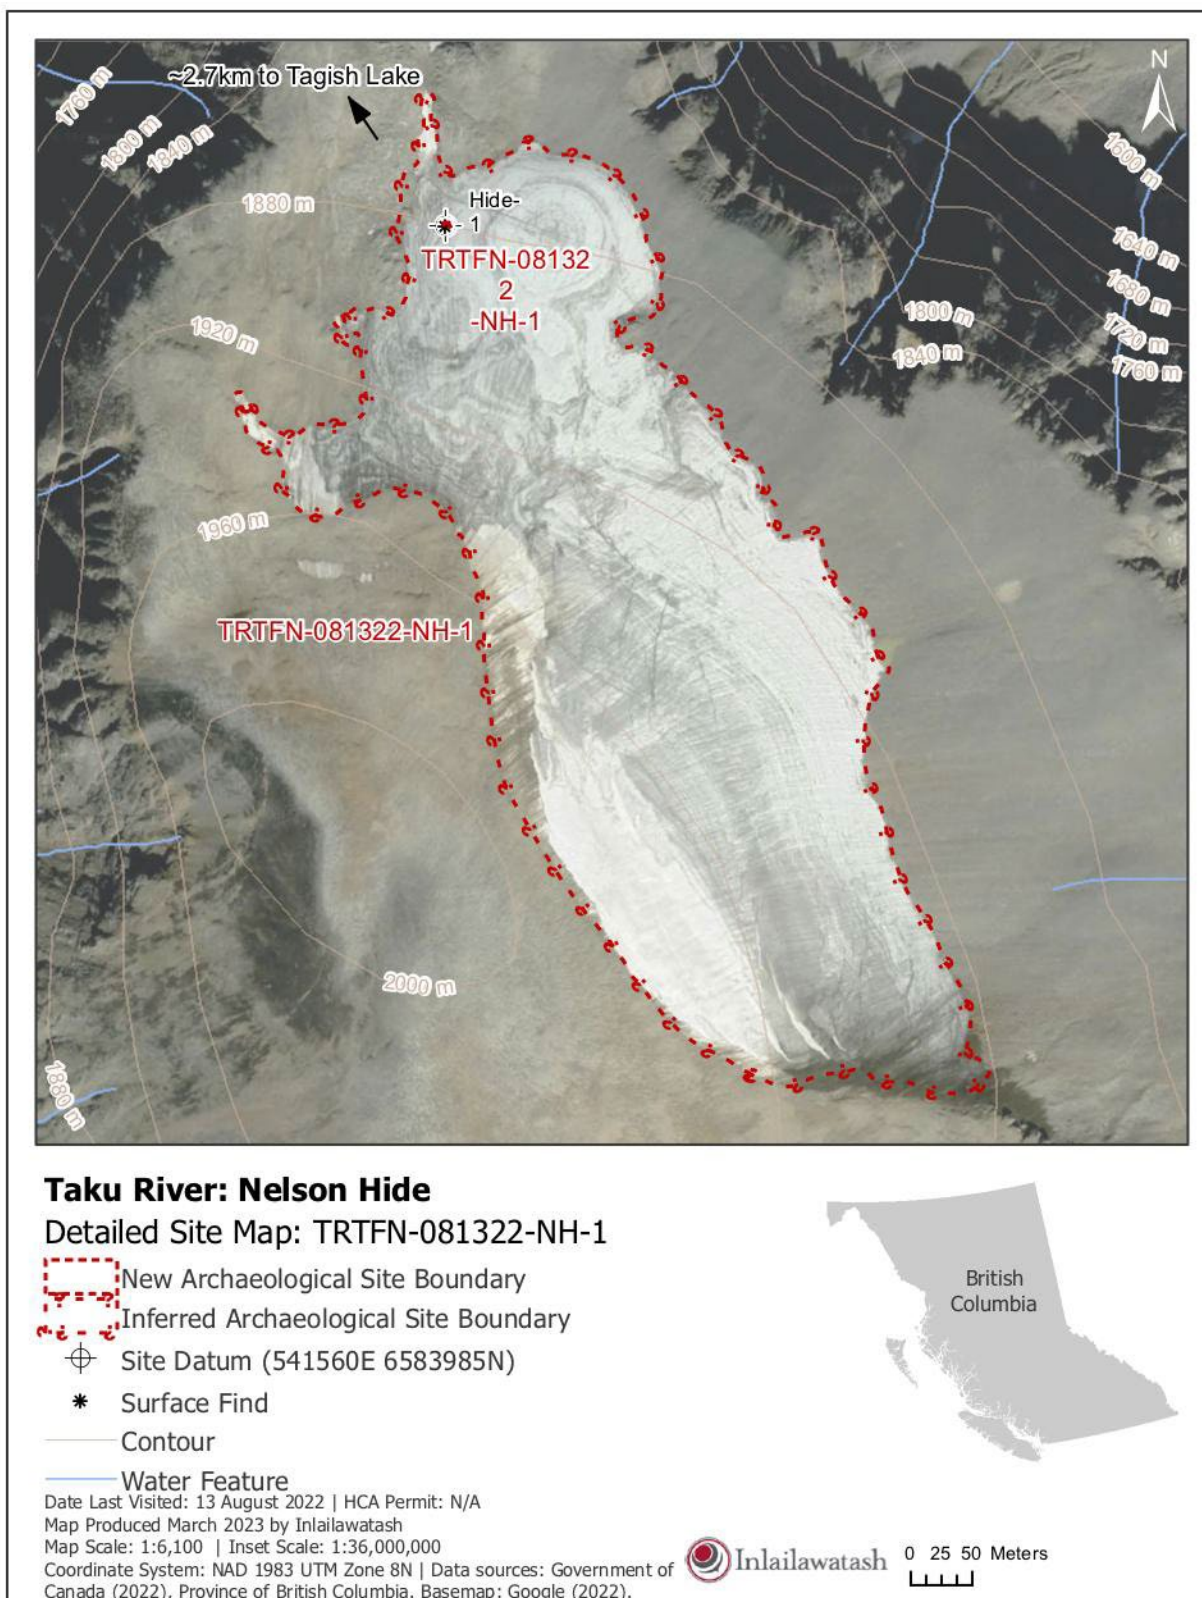 ~2.7km to Tagish Lake
N
1760 m
1800 m
1840 m
1880 m
1600 m
Hide-
1
TRTFN-08132
2
-NH-1
1640 m
1680 m
1800 m
1720 m
1920 m
1840 m
1760 m
1960 m
TRTFN-081322-NH-1
2000 m
1880 m
Taku River: Nelson Hide
Detailed Site Map: TRTFN-081322-NH-1
New Archaeological Site Boundary
Inferred Archaeological Site Boundary
Site Datum (541560E 6583985N)
Surface Find
Contour
Water Feature
British
Columbia
Date Last Visited: 13 August 2022 | HCA Permit: N/A
Map Produced March 2023 by Inlailawatash
Map Scale: 1:6,100 | Inset Scale: 1:36,000,000
Coordinate System: NAD 1983 UTM Zone 8N | Data sources: Government of
Canada (2022), Province of British Columbia. Basemap: Google (2022).
Inlailawatash
0 25 50 Meters